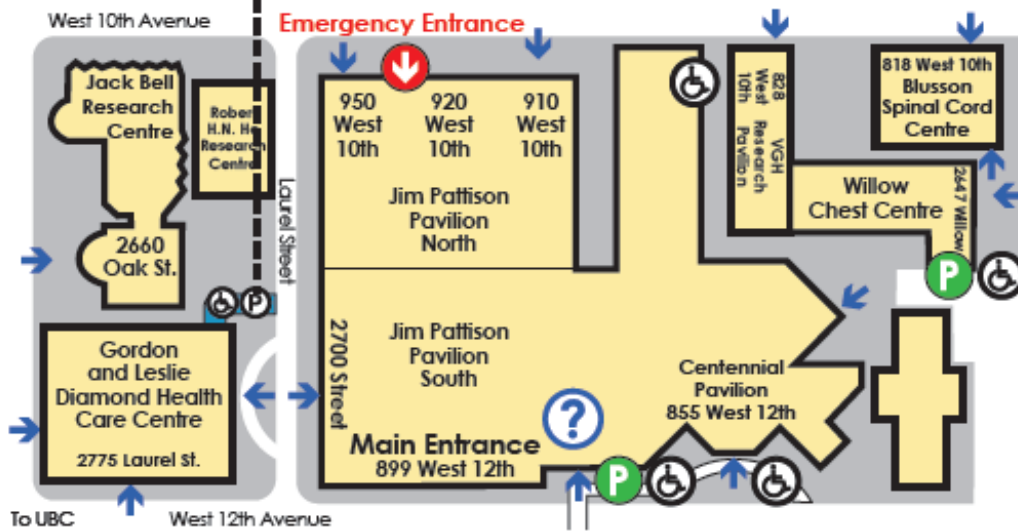 West 10th Avenue
Emergency Entrance
Jack Bell
Research
Centre
Robert
H.N. Ho
Research
Centre
950
West
10th
920
West
10th
910
West
10th
828
West
10th
VGH
Research
Pavilion
818 West 10th
Blusson
Spinal Cord
Centre
Laurel Street
Jim Pattison
Pavilion
North
Willow
Chest Centre
2647 Willow
2660
Oak St.
P
P
Gordon
and Leslie
Diamond Health
Care Centre
2775 Laurel St.
2700 Street
Jim Pattison
Pavilion
South
Centennial
Pavilion
855 West 12th
?
Main Entrance
899 West 12th
P
To UBC
West 12th Avenue